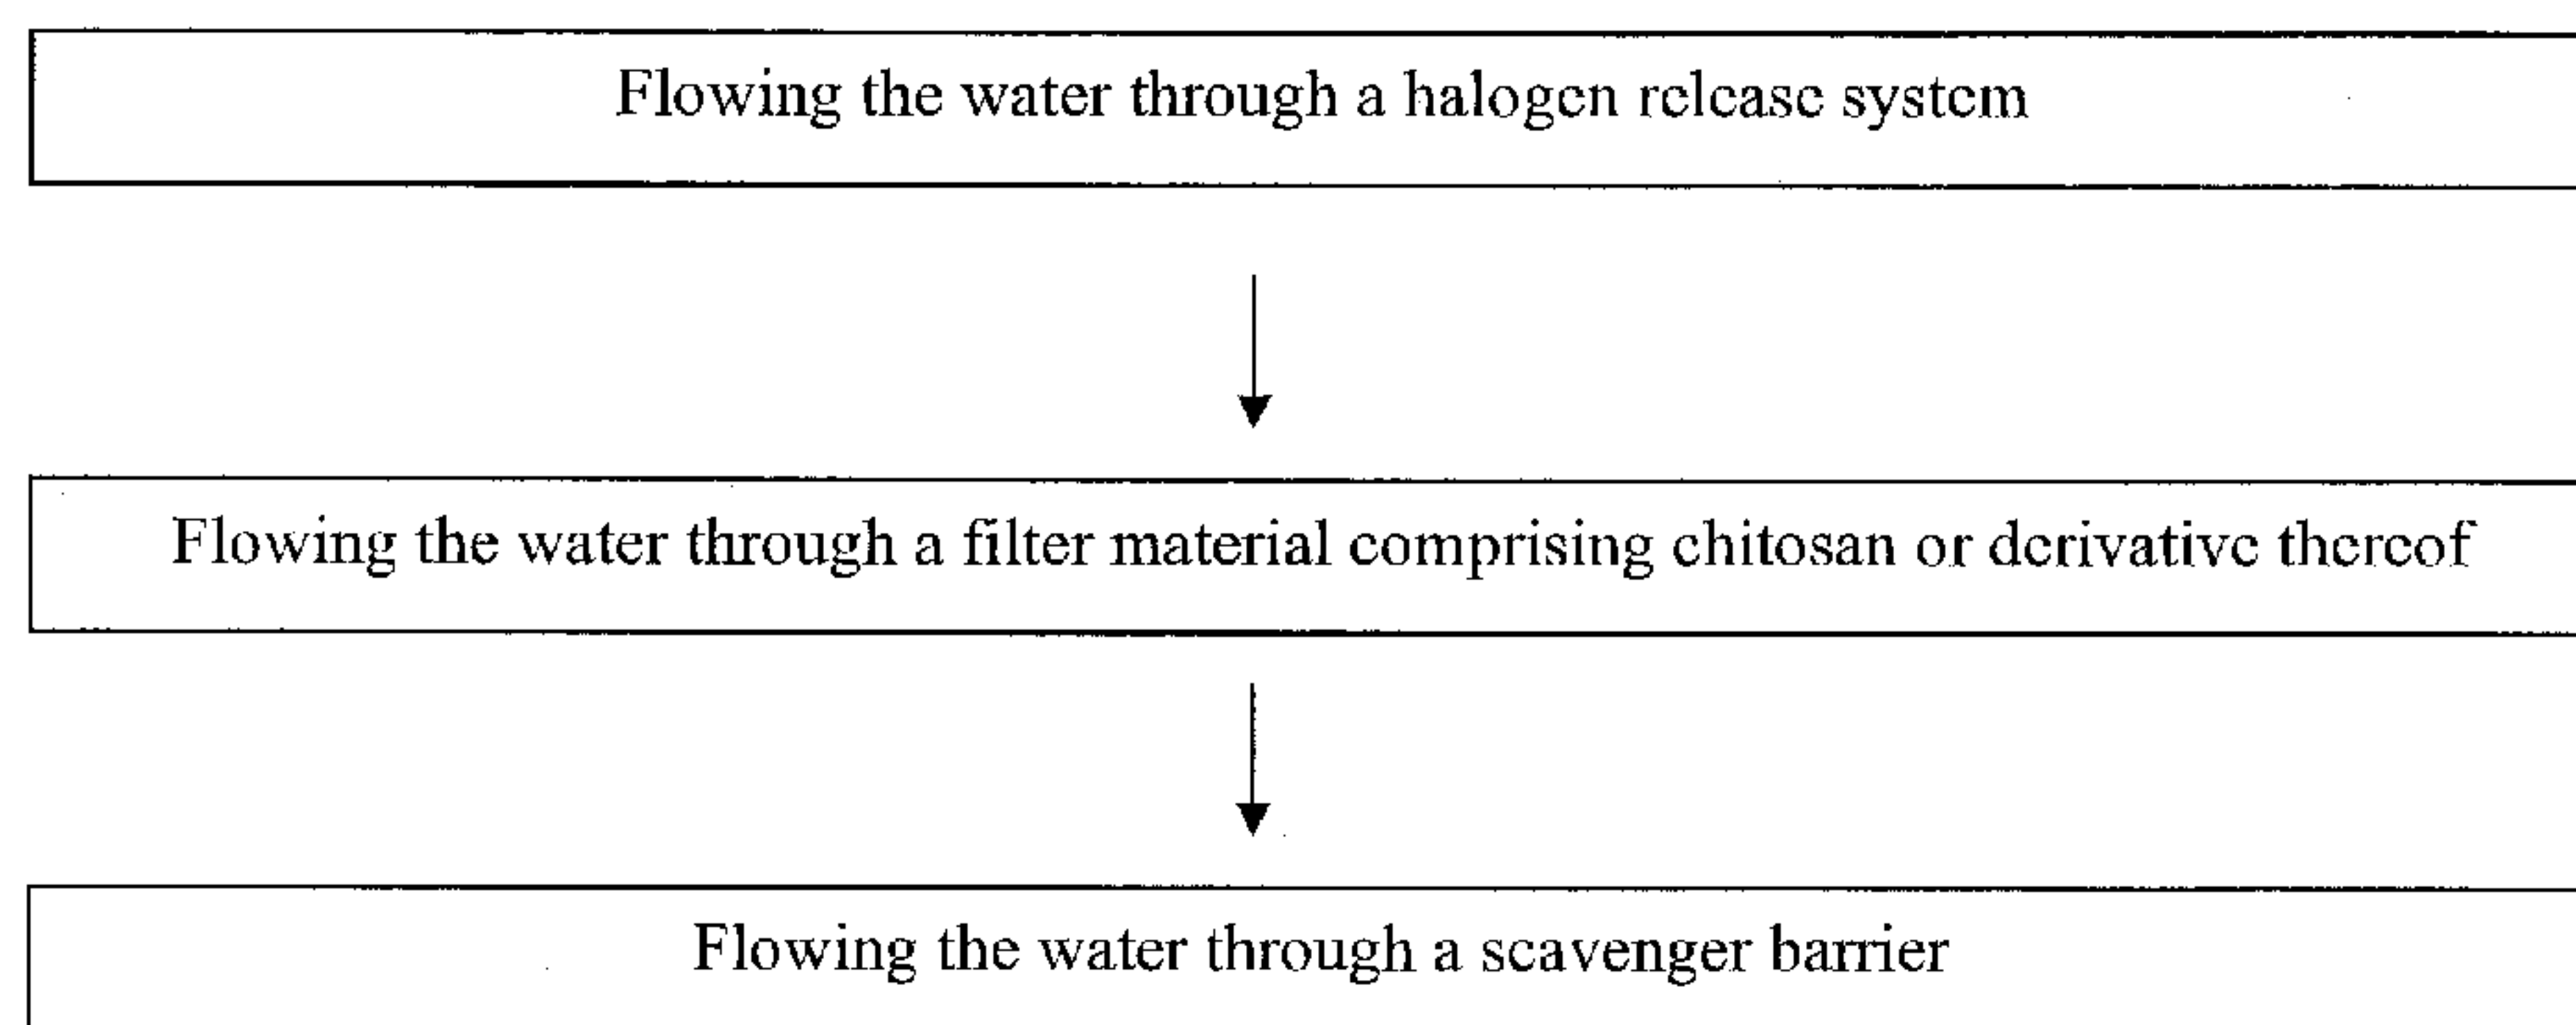 Flowing the water through a halogen release system
Flowing the water through a filter material comprising chitosan or derivative thereof
Flowing the water through a scavenger barrier